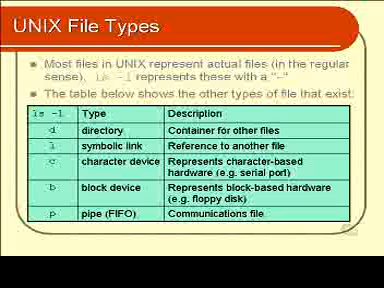 UNIX File Types
Most files in UNIX represent actual files (in the regular
sense), ls -l represents these with a "-"
The table below shows the other types of file that exist:
ls -l Type Description
d directory Container for other files
l symbolic link Reference to another file
c character device Represents character-based
hardware (e.g. serial port)
b block device Represents block-based hardware
(e.g. floppy disk)
p pipe (FIFO) Communications file